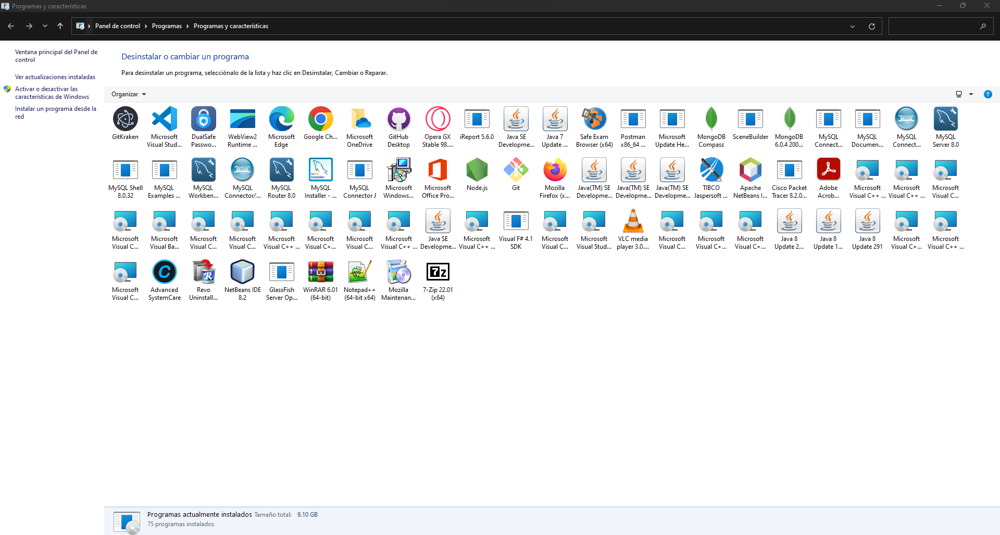 Programas y características
Panel de control > Programas > Programas y características
Ventana principal del Panel de
control
Ver actualizaciones instaladas
Activar o desactivar las
características de Windows
Instalar un programa desde la
red
Desinstalar o cambiar un programa
Para desinstalar un programa, selecciónalo de la lista y haz clic en Desinstalar, Cambiar o Reparar.
Organizar
GitKraken
Microsoft
Visual Stud...
DualSafe
Passwo...
WebView2
Runtime ...
Microsoft
Edge
Google Ch...
Microsoft
OneDrive
GitHub
Desktop
Opera GX
Stable 98....
iReport 5.6.0
Java SE
Developme...
Java 7
Update ...
Safe Exam
Browser (x64)
Postman
x86_64 ...
Microsoft
Update He...
MongoDB
Compass
SceneBuilder
MongoDB
6.0.4 200...
MySQL
Connect...
MySQL
Documen...
MySQL
Connect...
MySQL
Server 8.0
MySQL Shell
8.0.32
MySQL
Examples ...
MySQL
Workben...
MySQL
Connector/...
MySQL
Router 8.0
MySQL
Installer
MySQL
Installer - ...
MySQL
Connector J
Microsoft
Windows...
Microsoft
Office Pro...
Node.js
Git
Mozilla
Firefox (x...
Java(TM) SE
Developme...
Java(TM) SE
Developme...
Java(TM) SE
Developme...
TIBCO
Jaspersoft ...
Apache
NetBeans I...
Cisco Packet
Tracer 8.2.0...
Adobe
Acrob...
Microsoft
Visual C++ ...
Microsoft
Visual C++ ...
Microsoft
Visual C...
Microsoft
Visual C...
Microsoft
Visual Ba...
Microsoft
Visual C...
Microsoft
Visual C...
Microsoft
Visual C++ ...
Microsoft
Visual C+...
Microsoft
Visual C...
Microsoft
Visual C++ ...
Java SE
Developme...
Microsoft
Visual C++ ...
Visual F# 4.1
SDK
Microsoft
Visual C...
Microsoft
Visual Stud...
VLC media
player 3.0....
Microsoft
Visual C...
Microsoft
Visual C+...
Microsoft
Visual C+...
Java 8
Update 2...
Java 8
Update 1...
Java 8
Update 291
Microsoft
Visual C+...
Microsoft
Visual C++ ...
Microsoft
Visual C...
Advanced
SystemCare
Revo
Uninstall...
NetBeans IDE
8.2
GlassFish
Server Op...
WinRAR 6.01
(64-bit)
Notepad++
(64-bit x64)
Mozilla
Maintenan...
7z
7-Zip 22.01
(x64)
Programas actualmente instalados Tamaño total: 9.10 GB
75 programas instalados